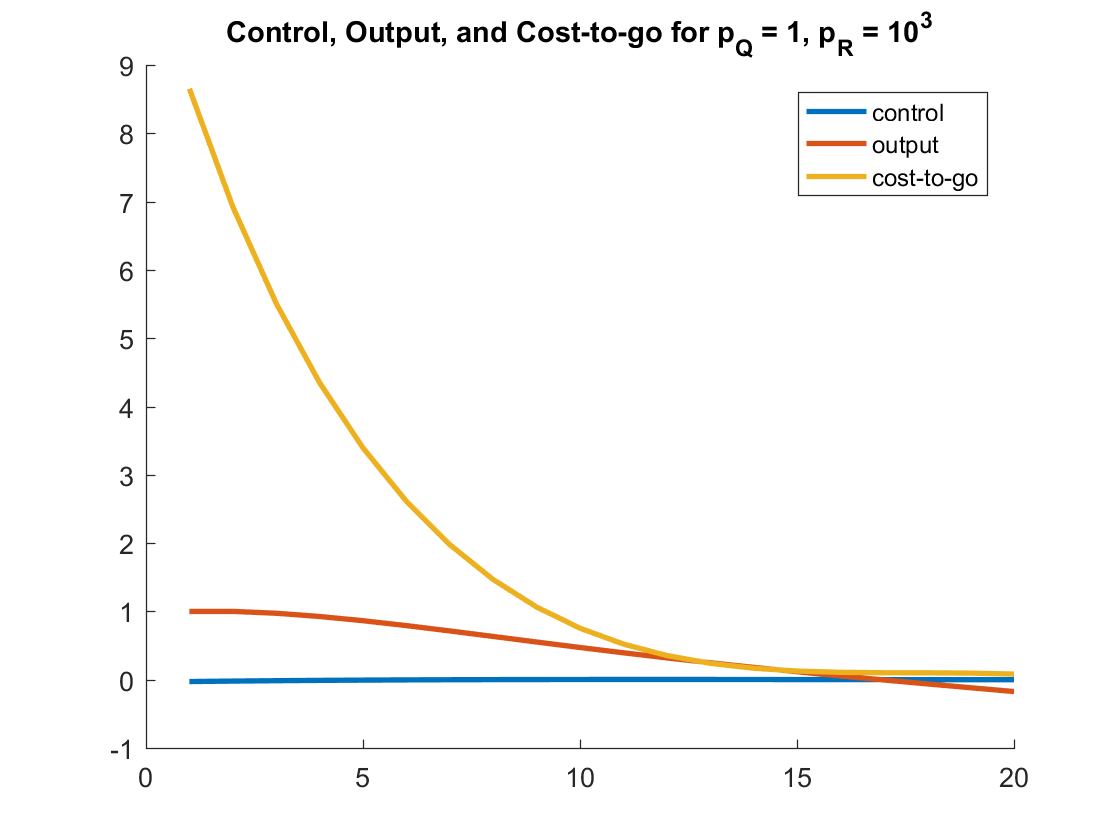 Control, Output, and Cost-to-go for p_Q = 1, p_R = 10^3
9
8
7
6
5
4
3
2
1
0
-1
0 5 10 15 20
control
output
cost-to-go